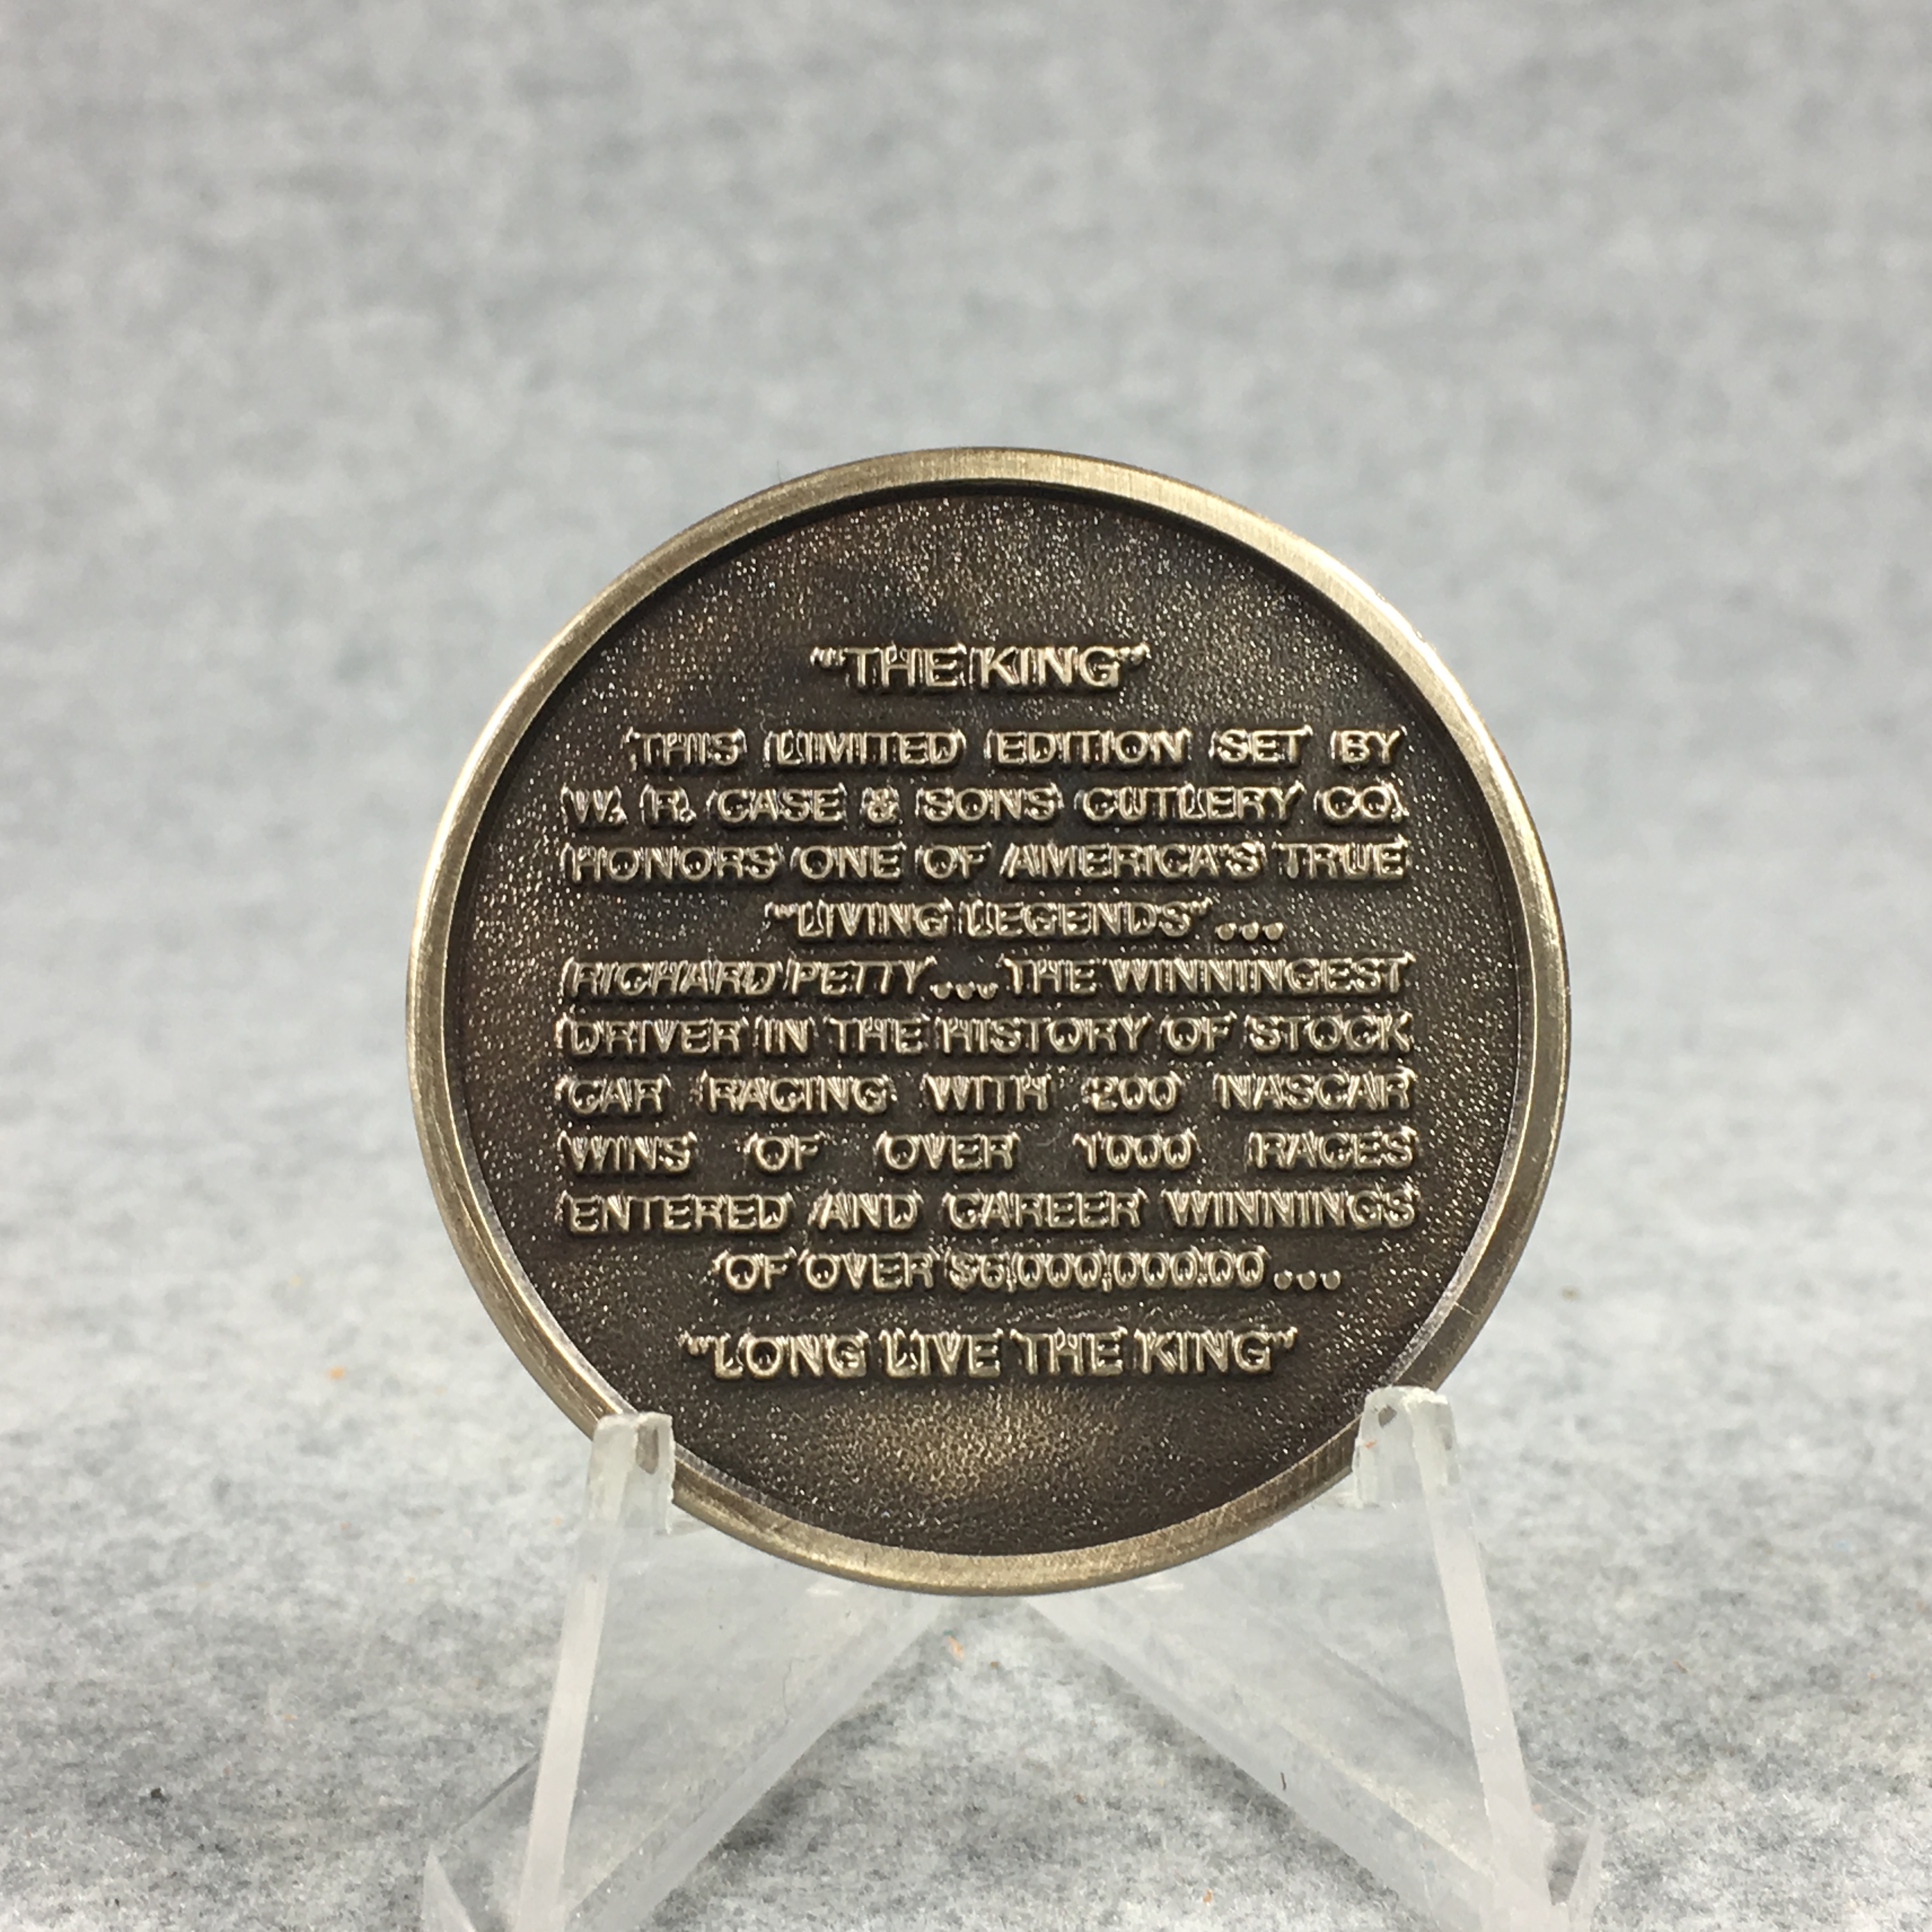 "THE KING"
THIS LIMITED EDITION SET BY
W. R. CASE & SONS CUTLERY CO.
HONORS ONE OF AMERICA'S TRUE
"LIVING LEGENDS"...
RICHARD PETTY...THE WINNINGEST
DRIVER IN THE HISTORY OF STOCK
CAR RACING WITH 200 NASCAR
WINS OF OVER 1000 RACES
ENTERED AND CAREER WINNINGS
OF OVER $6,000,000.00...
"LONG LIVE THE KING"